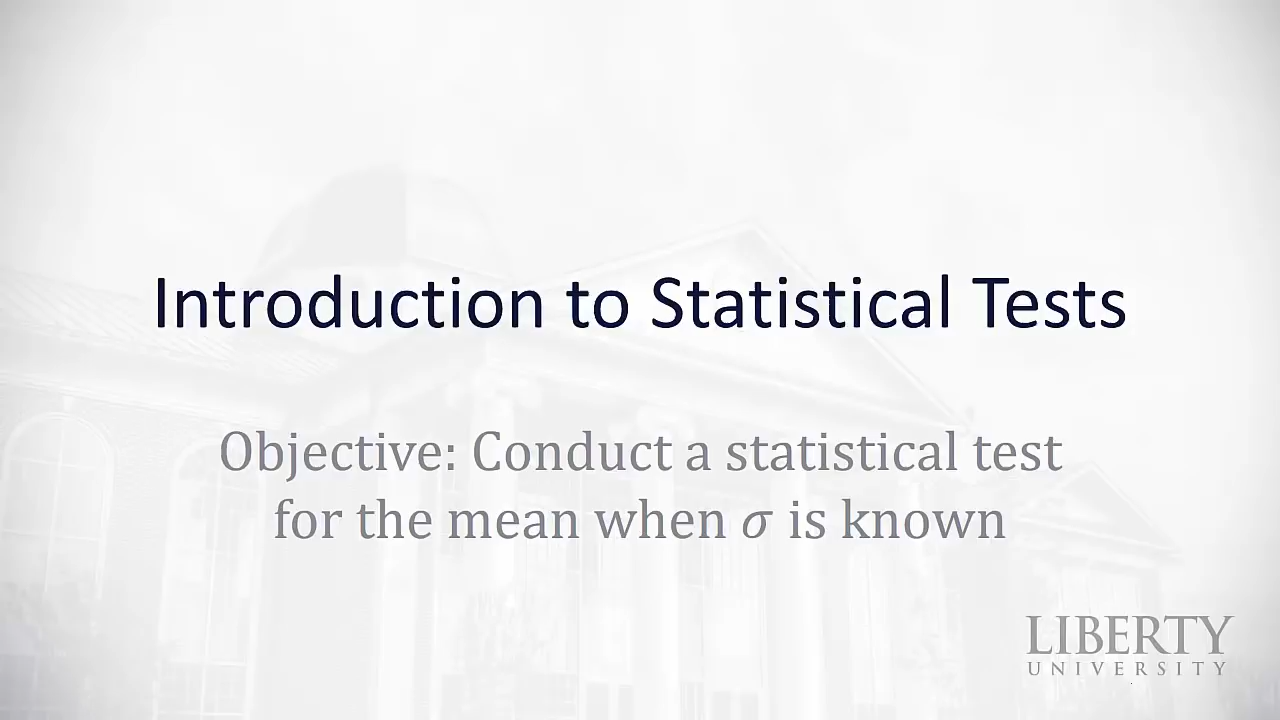 Introduction to Statistical Tests
Objective: Conduct a statistical test
for the mean when σ is known
LIBERTY
UNIVERSITY